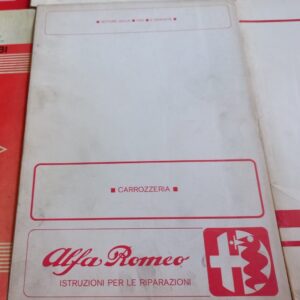 ■ CARROZZERIA ■
Alfa Romeo
ISTRUZIONI PER LE RIPARAZIONI